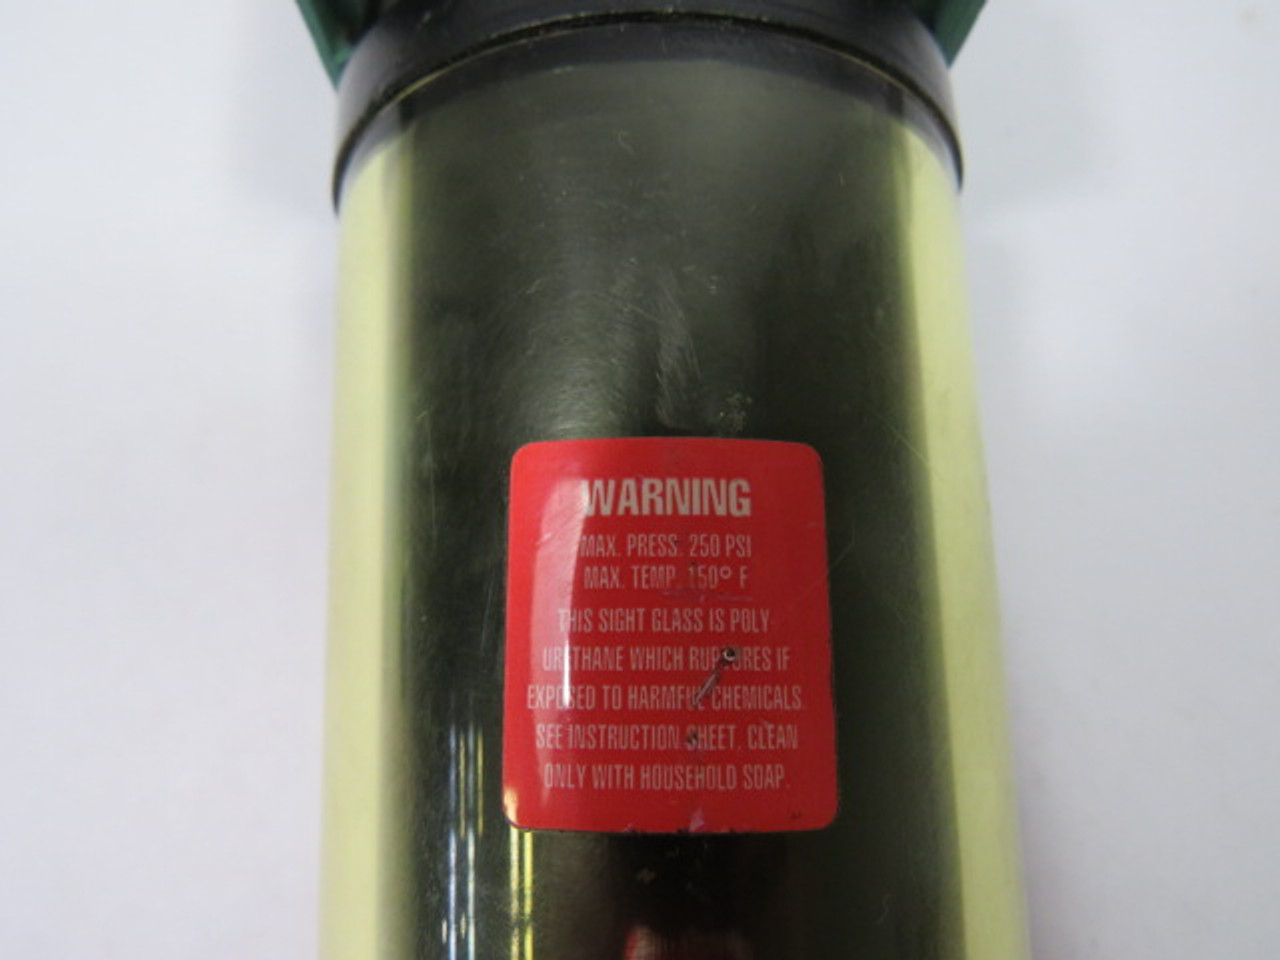 WARNING
MAX. PRESS: 250 PSI
MAX. TEMP. 150° F
THIS SIGHT GLASS IS POLY-
URETHANE WHICH RUPTURES IF
EXPOSED TO HARMFUL CHEMICALS.
SEE INSTRUCTION SHEET. CLEAN
ONLY WITH HOUSEHOLD SOAP.